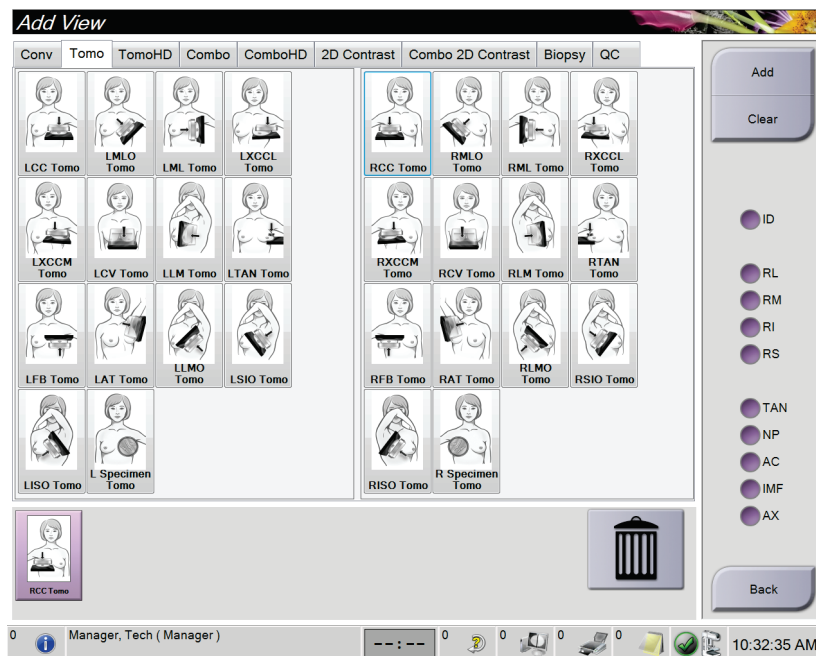 Add View
Conv Tomo TomoHD Combo ComboHD 2D Contrast Combo 2D Contrast Biopsy QC
LCC Tomo
LMLO
Tomo
LML Tomo
LXCCL
Tomo
RCC Tomo
RMLO
Tomo
RML Tomo
RXCCL
Tomo
LXCCM
Tomo
LCV Tomo
LLM Tomo
LTAN Tomo
RXCCM
Tomo
RCV Tomo
RLM Tomo
RTAN
Tomo
LFB Tomo
LAT Tomo
LLMO
Tomo
LSIO Tomo
RFB Tomo
RAT Tomo
RLMO
Tomo
RSIO Tomo
LISO Tomo
L Specimen
Tomo
RISO Tomo
R Specimen
Tomo
RCC Tomo
Add
Clear
ID
RL
RM
RI
RS
TAN
NP
AC
IMF
AX
Back
0 Manager, Tech ( Manager ) --:-- 0 0 0 0 10:32:35 AM